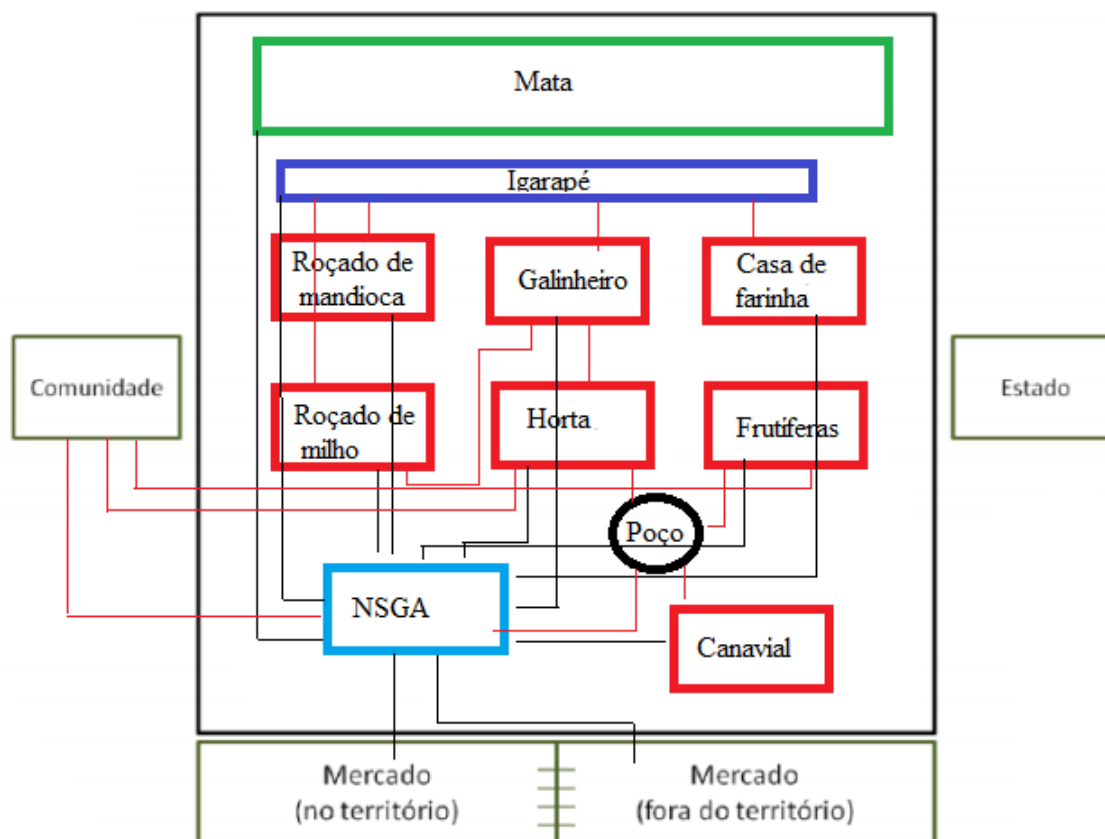 Mata
Igarapé
Roçado de
mandioca
Galinheiro
Casa de
farinha
Comunidade
Estado
Roçado de
milho
Horta
Frutíferas
Poço
NSGA
Canavial
Mercado
(no território)
Mercado
(fora do território)